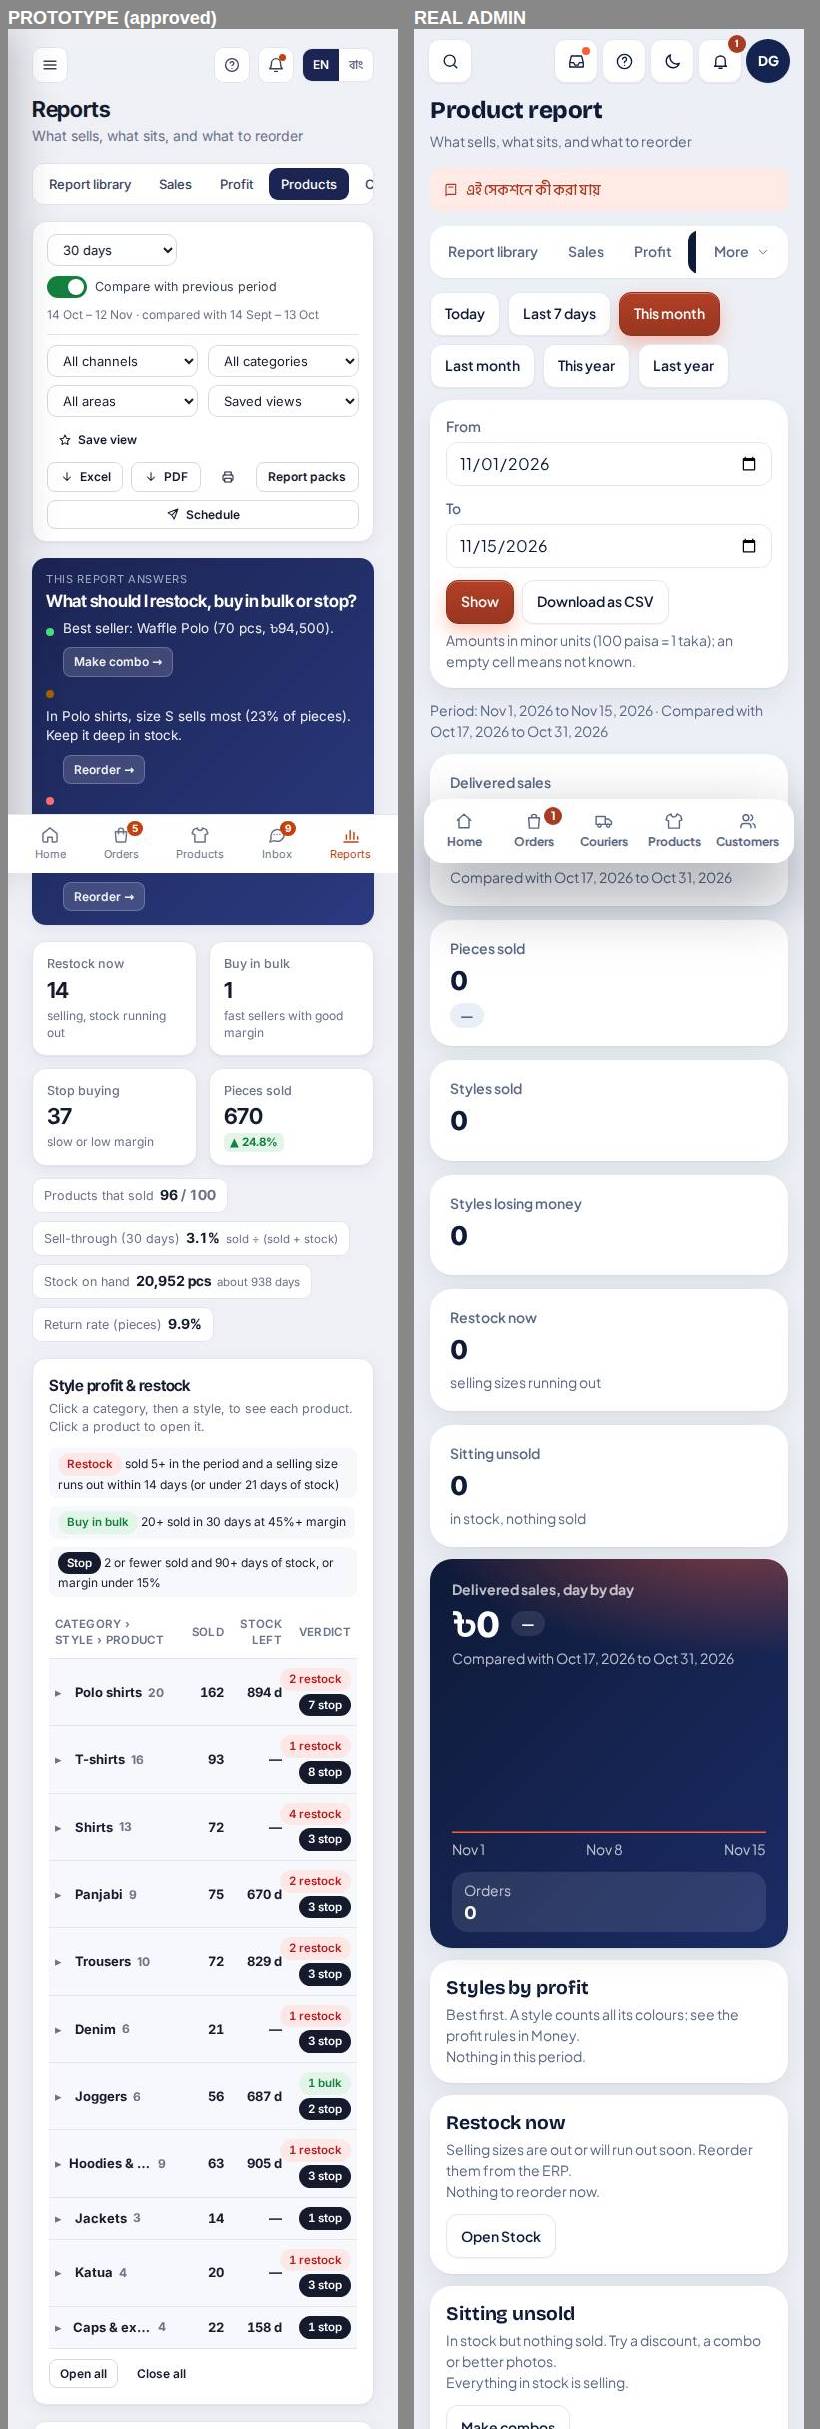 PROTOTYPE (approved)
EN
বাং
Reports
What sells, what sits, and what to reorder
Report library
Sales
Profit
Products
30 days
Compare with previous period
14 Oct – 12 Nov · compared with 14 Sept – 13 Oct
All channels
All categories
All areas
Saved views
Save view
Excel
PDF
Report packs
Schedule
THIS REPORT ANSWERS
What should I restock, buy in bulk or stop?
Best seller: Waffle Polo (70 pcs, ৳94,500).
Make combo →
In Polo shirts, size S sells most (23% of pieces).
Keep it deep in stock.
Reorder →
Home
5
Orders
Products
9
Inbox
Reports
Reorder →
Restock now
14
selling, stock running
out
Buy in bulk
1
fast sellers with good
margin
Stop buying
37
slow or low margin
Pieces sold
670
▲ 24.8%
Products that sold 96 / 100
Sell-through (30 days) 3.1% sold ÷ (sold + stock)
Stock on hand 20,952 pcs about 938 days
Return rate (pieces) 9.9%
Style profit & restock
Click a category, then a style, to see each product.
Click a product to open it.
Restock sold 5+ in the period and a selling size
runs out within 14 days (or under 21 days of stock)
Buy in bulk 20+ sold in 30 days at 45%+ margin
Stop 2 or fewer sold and 90+ days of stock, or
margin under 15%
CATEGORY ›
STYLE › PRODUCT
SOLD
STOCK
LEFT
VERDICT
▸ Polo shirts 20 162 894 d 2 restock
7 stop
▸ T-shirts 16 93 — 1 restock
8 stop
▸ Shirts 13 72 — 4 restock
3 stop
▸ Panjabi 9 75 670 d 2 restock
3 stop
▸ Trousers 10 72 829 d 2 restock
3 stop
▸ Denim 6 21 — 1 restock
3 stop
▸ Joggers 6 56 687 d 1 bulk
2 stop
▸ Hoodies & ... 9 63 905 d 1 restock
3 stop
▸ Jackets 3 14 — 1 stop
▸ Katua 4 20 — 1 restock
3 stop
▸ Caps & ex... 4 22 158 d 1 stop
Open all
Close all
REAL ADMIN
1
DG
Product report
What sells, what sits, and what to reorder
এই সেকশনে কী করা যায়
Report library
Sales
Profit
More
Today
Last 7 days
This month
Last month
This year
Last year
From
11/01/2026
To
11/15/2026
Show
Download as CSV
Amounts in minor units (100 paisa = 1 taka); an
empty cell means not known.
Period: Nov 1, 2026 to Nov 15, 2026 · Compared with
Oct 17, 2026 to Oct 31, 2026
Delivered sales
Home
1
Orders
Couriers
Products
Customers
Compared with Oct 17, 2026 to Oct 31, 2026
Pieces sold
0
—
Styles sold
0
Styles losing money
0
Restock now
0
selling sizes running out
Sitting unsold
0
in stock, nothing sold
Delivered sales, day by day
৳0 —
Compared with Oct 17, 2026 to Oct 31, 2026
Nov 1
Nov 8
Nov 15
Orders
0
Styles by profit
Best first. A style counts all its colours; see the
profit rules in Money.
Nothing in this period.
Restock now
Selling sizes are out or will run out soon. Reorder
them from the ERP.
Nothing to reorder now.
Open Stock
Sitting unsold
In stock but nothing sold. Try a discount, a combo
or better photos.
Everything in stock is selling.
Make combos